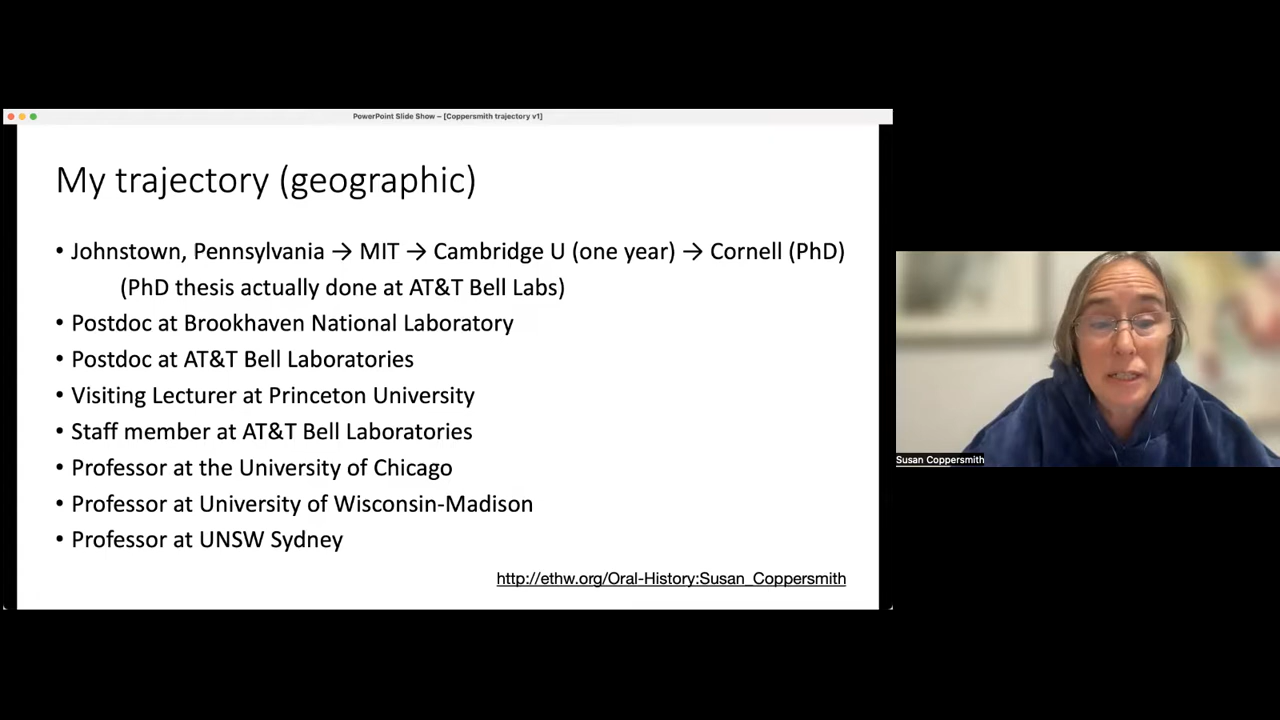 PowerPoint Slide Show – [Coppersmith trajectory v1]
My trajectory (geographic)
• Johnstown, Pennsylvania → MIT → Cambridge U (one year) → Cornell (PhD)
(PhD thesis actually done at AT&T Bell Labs)
• Postdoc at Brookhaven National Laboratory
• Postdoc at AT&T Bell Laboratories
• Visiting Lecturer at Princeton University
• Staff member at AT&T Bell Laboratories
• Professor at the University of Chicago
• Professor at University of Wisconsin-Madison
• Professor at UNSW Sydney
http://ethw.org/Oral-History:Susan_Coppersmith
Susan Coppersmith